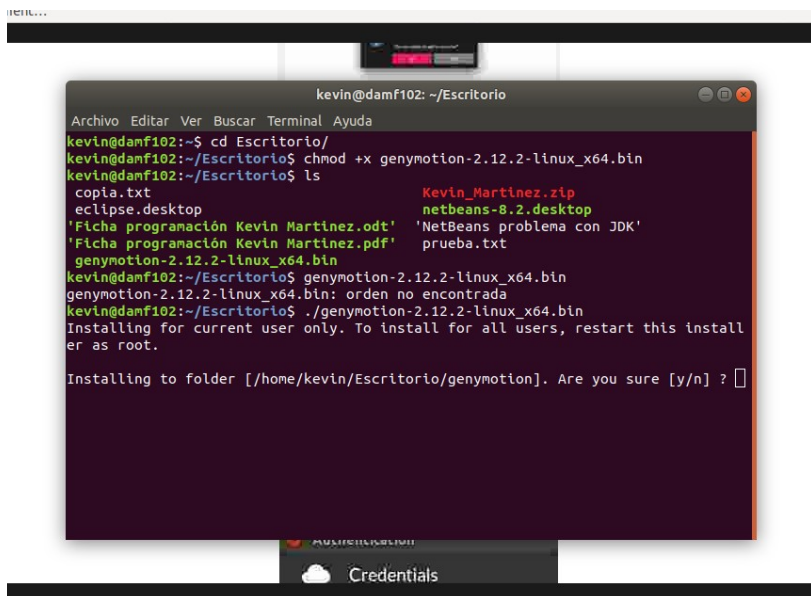 kevin@damf102: ~/Escritorio
Archivo Editar Ver Buscar Terminal Ayuda
kevin@damf102:~$ cd Escritorio/
kevin@damf102:~/Escritorio$ chmod +x genymotion-2.12.2-linux_x64.bin
kevin@damf102:~/Escritorio$ ls
copia.txt Kevin_Martinez.zip
eclipse.desktop netbeans-8.2.desktop
'Ficha programación Kevin Martinez.odt' 'NetBeans problema con JDK'
'Ficha programación Kevin Martinez.pdf' prueba.txt
genymotion-2.12.2-linux_x64.bin
kevin@damf102:~/Escritorio$ genymotion-2.12.2-linux_x64.bin
genymotion-2.12.2-linux_x64.bin: orden no encontrada
kevin@damf102:~/Escritorio$ ./genymotion-2.12.2-linux_x64.bin
Installing for current user only. To install for all users, restart this install
er as root.
Installing to folder [/home/kevin/Escritorio/genymotion]. Are you sure [y/n] ?
Authentication
Credentials